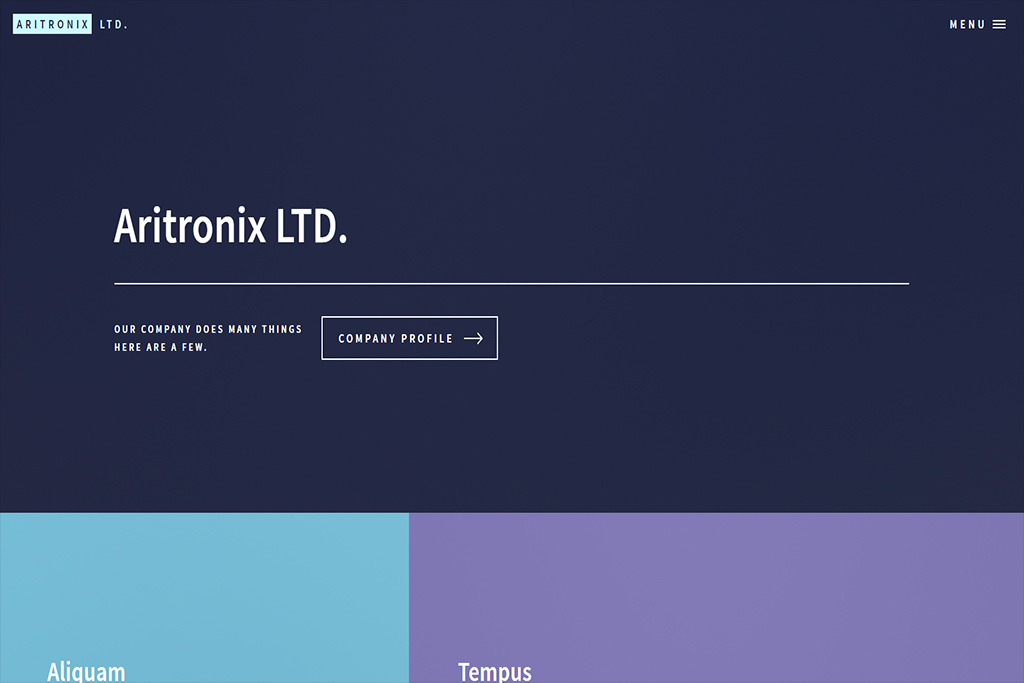 ARITRONIX LTD.
MENU
Aritronix LTD.
OUR COMPANY DOES MANY THINGS
HERE ARE A FEW.
COMPANY PROFILE
Aliquam
Tempus